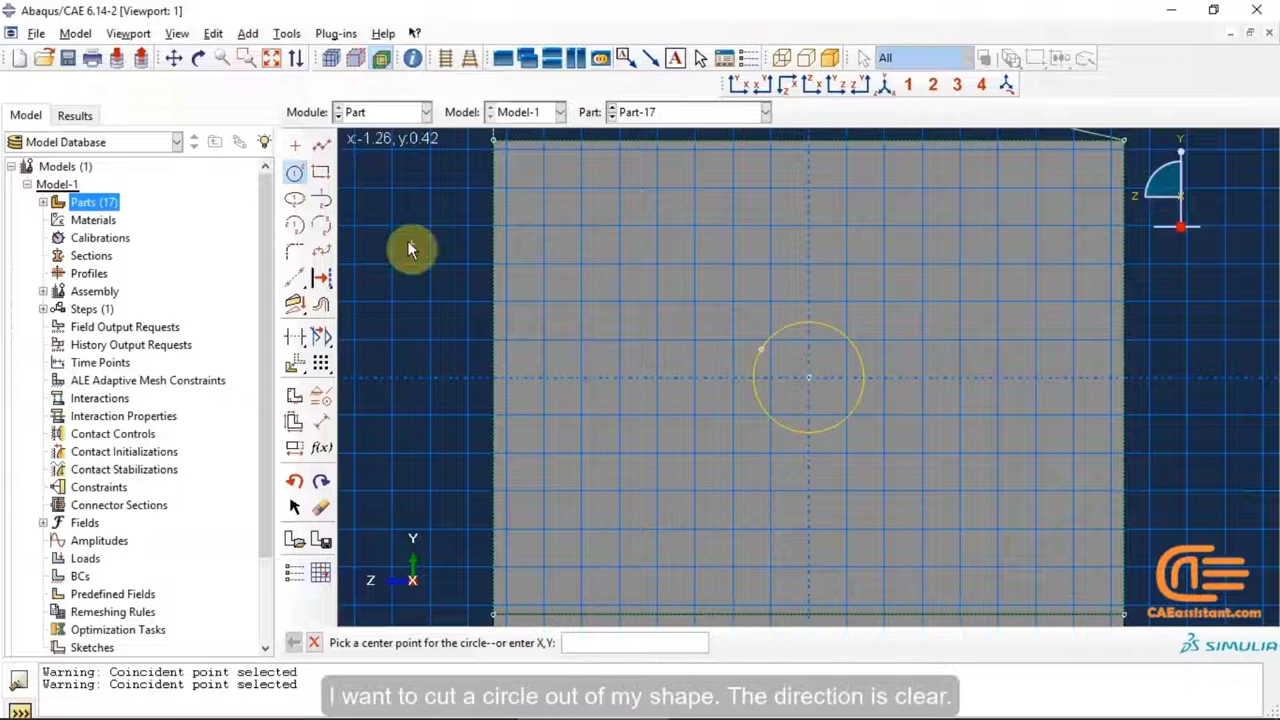 Abaqus/CAE 6.14-2 [Viewport: 1]
File Model Viewport View Edit Add Tools Plug-ins Help
All
1 2 3 4
Model Results Module: Part Model: Model-1 Part: Part-17
Model Database
x:-1.26, y:0.42
Models (1)
Model-1
Parts (17)
Materials
Calibrations
Sections
Profiles
Assembly
Steps (1)
Field Output Requests
History Output Requests
Time Points
ALE Adaptive Mesh Constraints
Interactions
Interaction Properties
Contact Controls
Contact Initializations
Contact Stabilizations
Constraints
Connector Sections
Fields
Amplitudes
Loads
BCs
Predefined Fields
Remeshing Rules
Optimization Tasks
Sketches
f(x)
Y
Z X
Y
Z
CAEassistant.com
Pick a center point for the circle--or enter X,Y:
SIMULIA
Warning: Coincident point selected
Warning: Coincident point selected
I want to cut a circle out of my shape. The direction is clear.